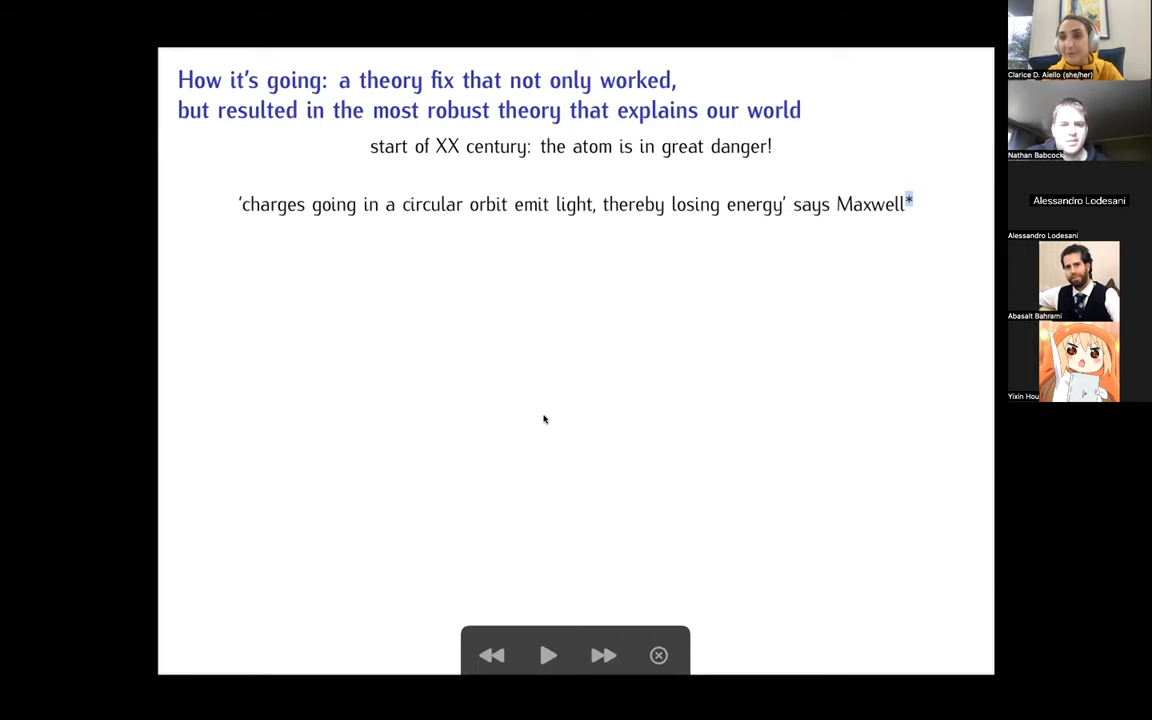 How it's going: a theory fix that not only worked,
but resulted in the most robust theory that explains our world
start of XX century: the atom is in great danger!
'charges going in a circular orbit emit light, thereby losing energy' says Maxwell*
Clarice D. Aiello (she/her)
Nathan Babcock
Alessandro Lodesani
Alessandro Lodesani
Abasalt Bahrami
Yixin Hou